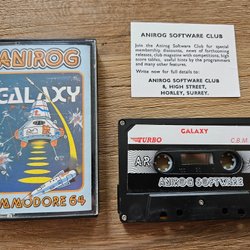 ANIROG
GALAXY
COMMODORE 64
ANIROG SOFTWARE CLUB
Join the Anirog Software Club for special
membership, discounts, news of forthcoming
releases, club magazine with competitions, high
score tables, useful hints by the programmers
and many other features.
Write now for full details to:
ANIROG SOFTWARE CLUB
8, HIGH STREET,
HORLEY, SURREY.
GALAXY
TURBO
C.B.M.
AR
ANIROG SOFTWARE